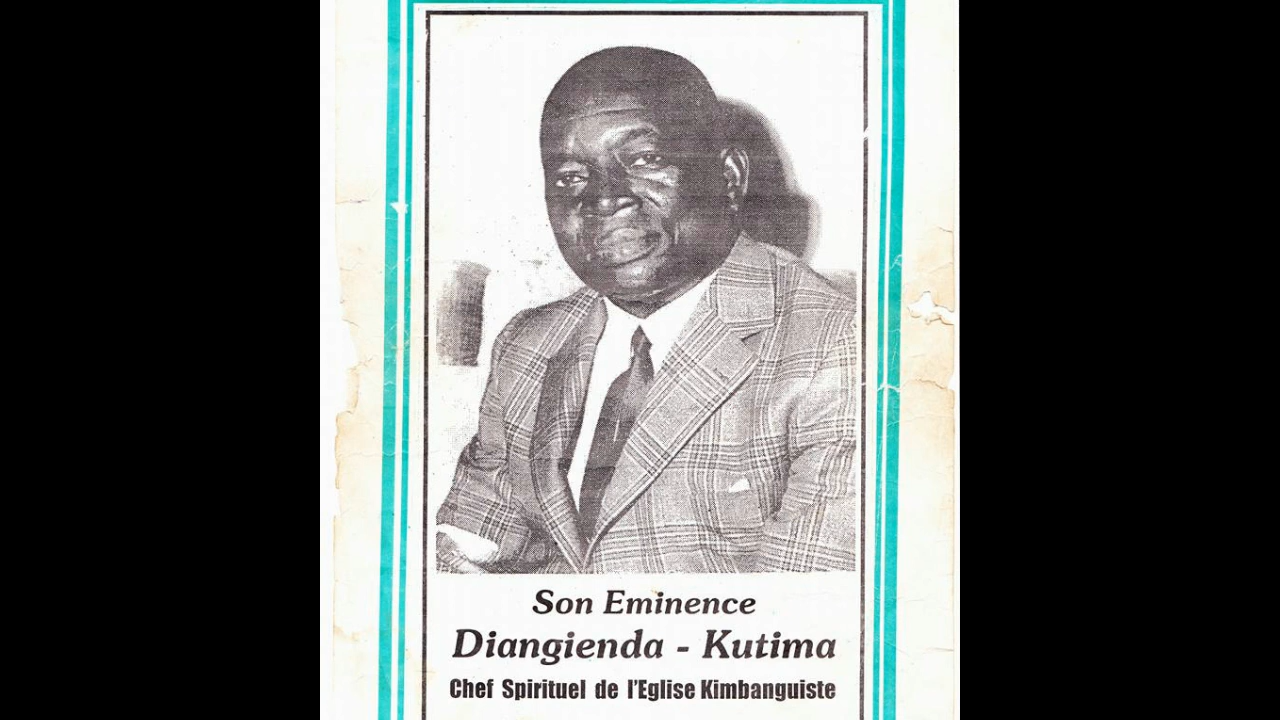 Son Eminence
Diangienda - Kutima
Chef Spirituel de l'Eglise Kimbanguiste